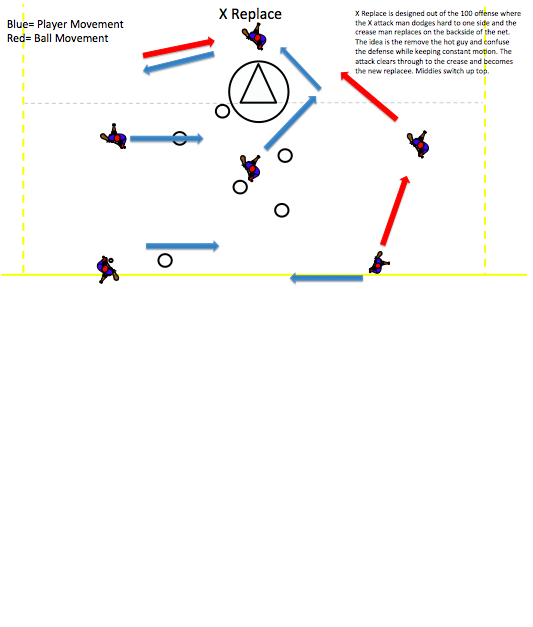 X Replace
Blue= Player Movement
Red= Ball Movement
X Replace is designed out of the 100 offense where
the X attack man dodges hard to one side and the
crease man replaces on the backside of the net.
The idea is the remove the hot guy and confuse
the defense while keeping constant motion. The
attack clears through to the crease and becomes
the new replacee. Middies switch up top.